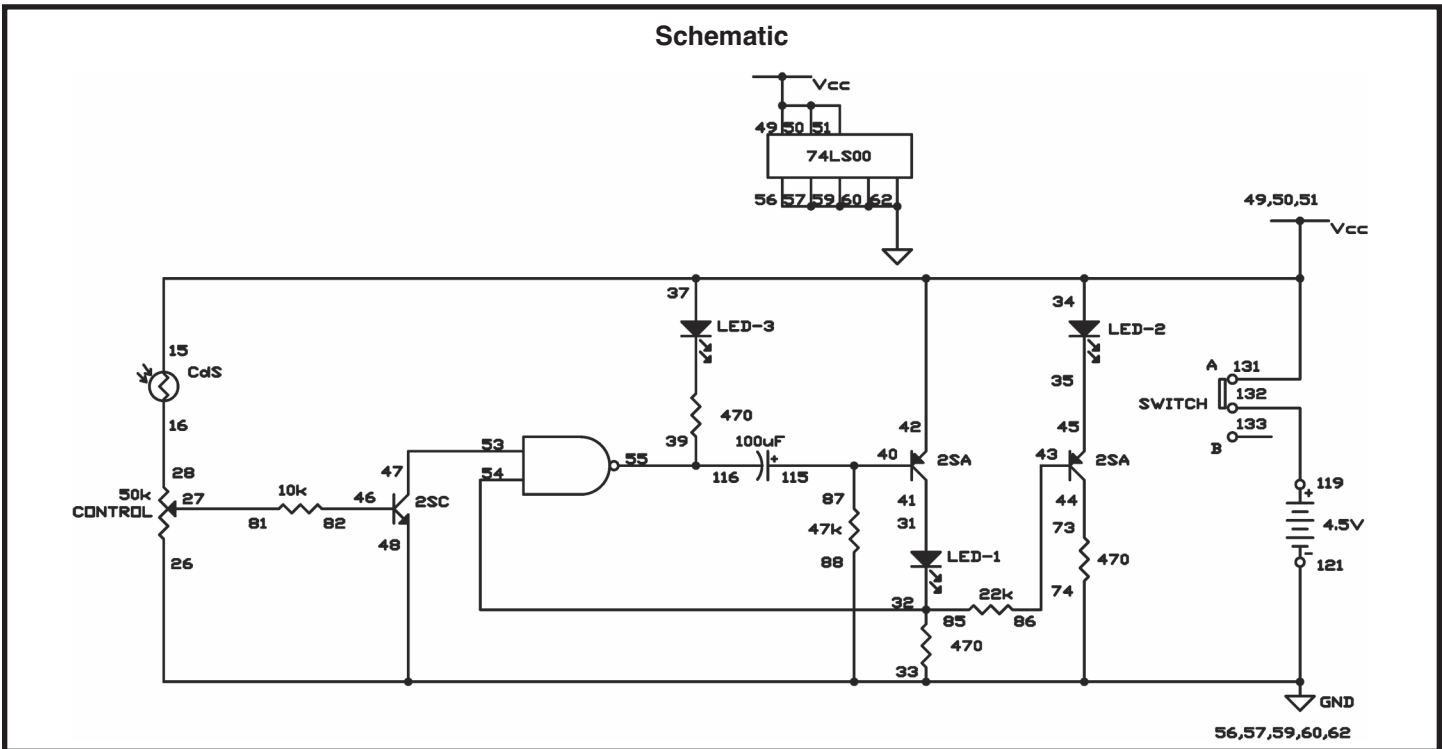 Schematic
Vcc
49 50 51
74LS00
56 57 59 60 62
49,50,51
Vcc
37
LED-3
34
LED-2
15
CdS
16
35
A 131
132
SWITCH
133
B
470
39
100uF
+
116
115
42
40
2SA
41
31
45
43
2SA
44
73
53
54
55
28
50k
27
CONTROL
26
10k
81
82
47
46
2SC
48
87
47k
88
LED-1
32
22k
85
86
470
33
470
74
119
+
4.5V
-
121
GND
56,57,59,60,62